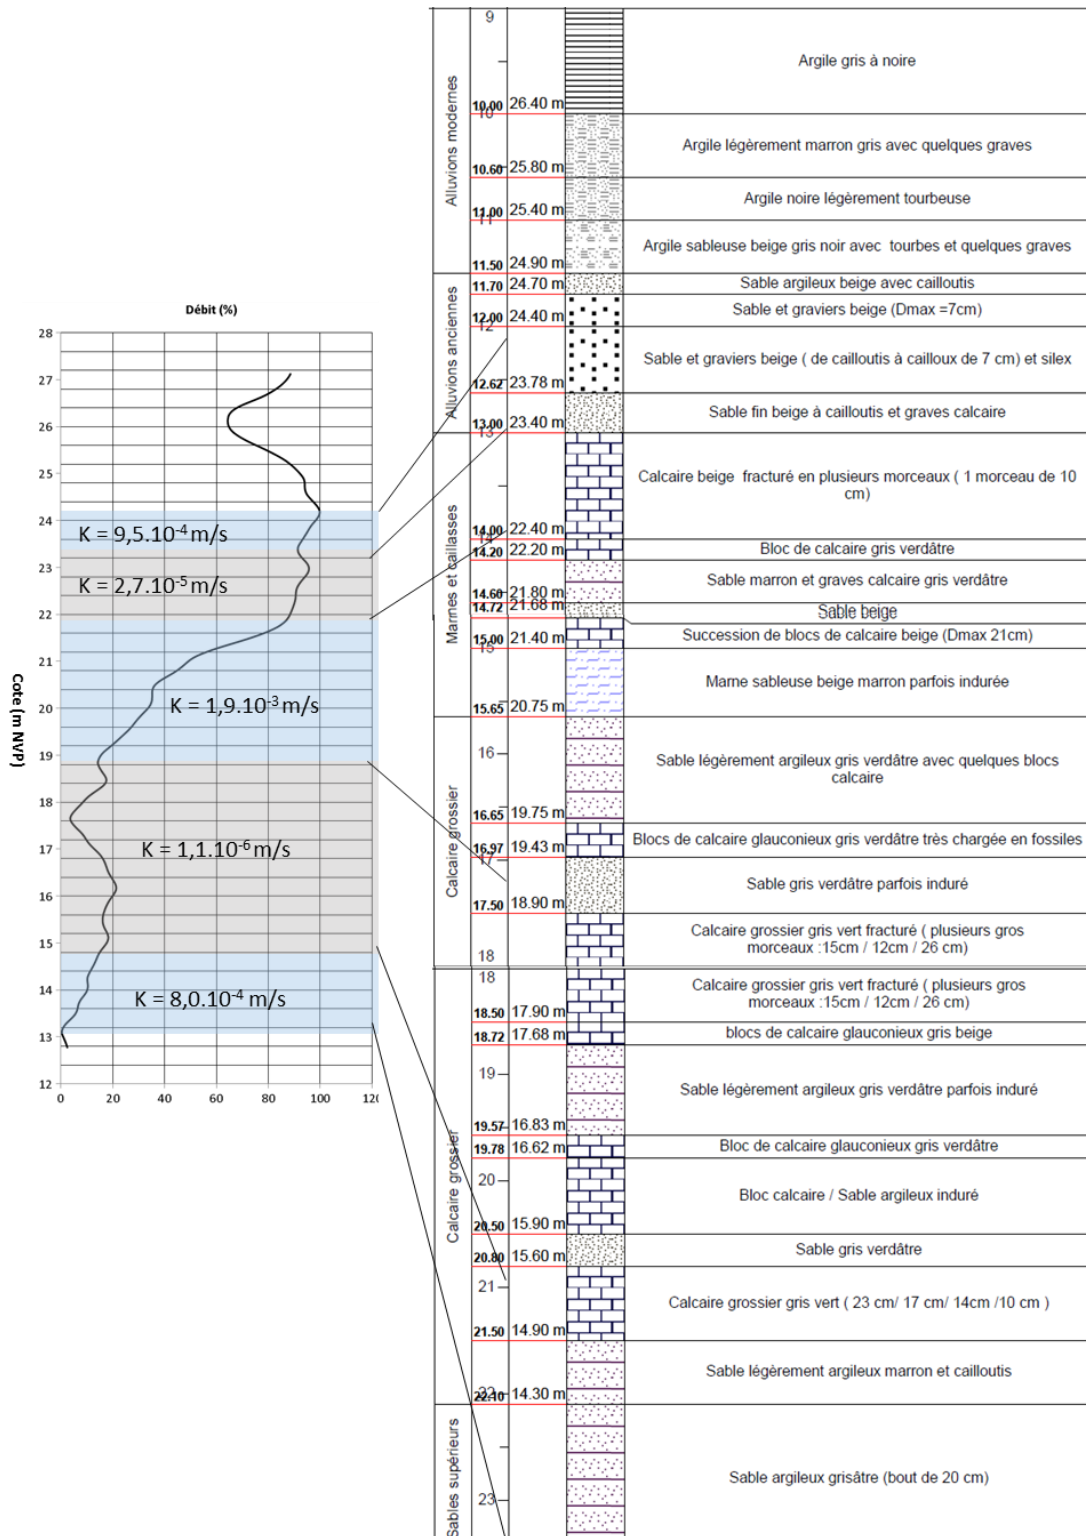 Débit (%)
Cote (m NVP)
28
27
26
25
24
23
22
21
20
19
18
17
16
15
14
13
12
0
20
40
60
80
100
120
K = 9,5.10-4 m/s
K = 2,7.10-5 m/s
K = 1,9.10-3 m/s
K = 1,1.10-6 m/s
K = 8,0.10-4 m/s
Alluvions modernes
9
Argile gris à noire
10.00 26.40 m
10
Argile légèrement marron gris avec quelques graves
10.60 25.80 m
Argile noire légèrement tourbeuse
11.00 25.40 m
11
Argile sableuse beige gris noir avec tourbes et quelques graves
11.50 24.90 m
Alluvions anciennes
Sable argileux beige avec cailloutis
11.70 24.70 m
Sable et graviers beige (Dmax =7cm)
12.00 24.40 m
12
Sable et graviers beige ( de cailloutis à cailloux de 7 cm) et silex
12.62 23.78 m
Sable fin beige à cailloutis et graves calcaire
13.00 23.40 m
13
Marnes et caillasses
Calcaire beige fracturé en plusieurs morceaux ( 1 morceau de 10
cm)
14.00 22.40 m
14
Bloc de calcaire gris verdâtre
14.20 22.20 m
Sable marron et graves calcaire gris verdâtre
14.60 21.80 m
Sable beige
14.72 21.68 m
Succession de blocs de calcaire beige (Dmax 21cm)
15.00 21.40 m
15
Marne sableuse beige marron parfois indurée
15.65 20.75 m
Calcaire grossier
16
Sable légèrement argileux gris verdâtre avec quelques blocs
calcaire
16.65 19.75 m
Blocs de calcaire glauconieux gris verdâtre très chargée en fossiles
16.97 19.43 m
17
Sable gris verdâtre parfois induré
17.50 18.90 m
Calcaire grossier gris vert fracturé ( plusieurs gros
morceaux :15cm / 12cm / 26 cm)
18
Calcaire grossier
18
Calcaire grossier gris vert fracturé ( plusieurs gros
morceaux :15cm / 12cm / 26 cm)
18.50 17.90 m
blocs de calcaire glauconieux gris beige
18.72 17.68 m
19
Sable légèrement argileux gris verdâtre parfois induré
19.57 16.83 m
Bloc de calcaire glauconieux gris verdâtre
19.78 16.62 m
20
Bloc calcaire / Sable argileux induré
20.50 15.90 m
Sable gris verdâtre
20.80 15.60 m
21
Calcaire grossier gris vert ( 23 cm/ 17 cm/ 14cm /10 cm )
21.50 14.90 m
Sable légèrement argileux marron et cailloutis
22
22.10 14.30 m
Sables supérieurs
Sable argileux grisâtre (bout de 20 cm)
23